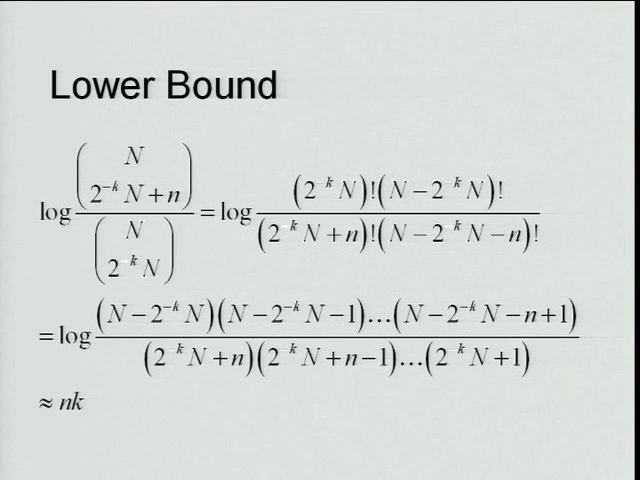 Lower Bound
log (N 2⁻ᵏ N+n) / (N 2⁻ᵏ N) = log (2 ᵏ N)!(N−2 ᵏ N)! / (2⁻ᵏ N+n)!(N−2⁻ᵏ N−n)!
= log (N−2⁻ᵏ N)(N−2⁻ᵏ N−1)...(N−2⁻ᵏ N−n+1) / (2 ᵏ N+n)(2 ᵏ N+n−1)...(2 ᵏ N+1)
≈ nk